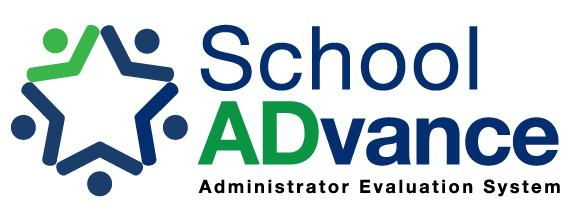 School
ADvance
Administrator Evaluation System